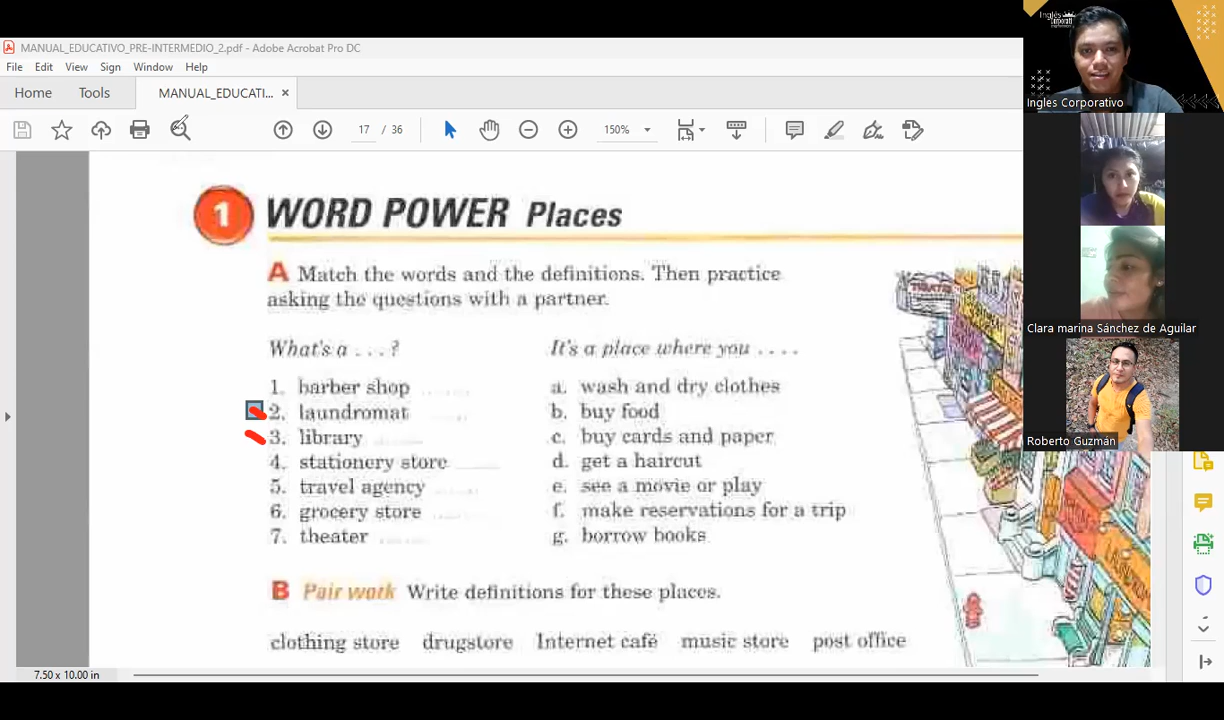 MANUAL_EDUCATIVO_PRE-INTERMEDIO_2.pdf - Adobe Acrobat Pro DC
File Edit View Sign Window Help
Home Tools MANUAL_EDUCATI... ×
17 / 36 150%
1 WORD POWER Places
A Match the words and the definitions. Then practice
asking the questions with a partner.
What's a . . . ? It's a place where you . . . .
1. barber shop ...... a. wash and dry clothes
2. laundromat ...... b. buy food
3. library ...... c. buy cards and paper
4. stationery store ...... d. get a haircut
5. travel agency ...... e. see a movie or play
6. grocery store ...... f. make reservations for a trip
7. theater ...... g. borrow books
B Pair work Write definitions for these places.
clothing store drugstore Internet café music store post office
7.50 x 10.00 in
Inglés
Ingles Corporativo
Clara marina Sánchez de Aguilar
Roberto Guzmán